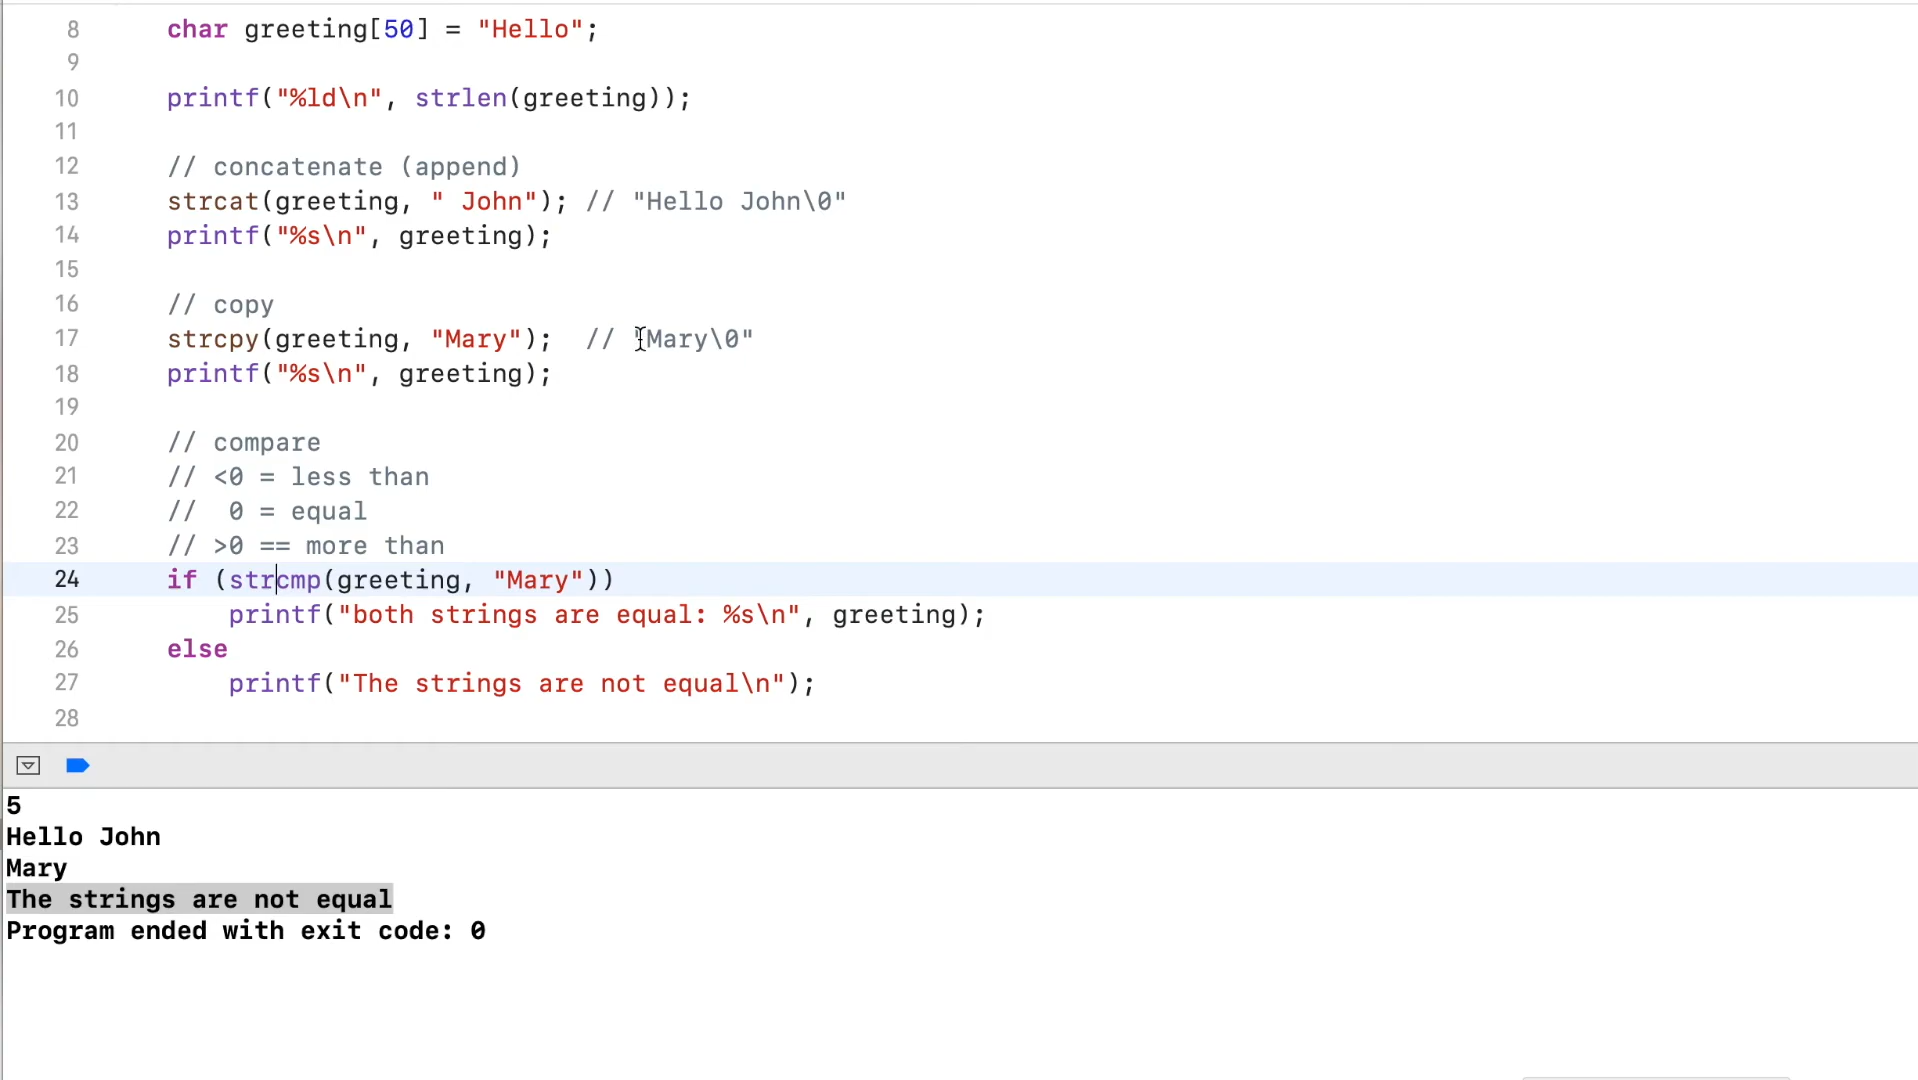 8 char greeting[50] = "Hello";
9
10 printf("%ld\n", strlen(greeting));
11
12 // concatenate (append)
13 strcat(greeting, " John"); // "Hello John\0"
14 printf("%s\n", greeting);
15
16 // copy
17 strcpy(greeting, "Mary");  // "Mary\0"
18 printf("%s\n", greeting);
19
20 // compare
21 // <0 = less than
22 //  0 = equal
23 // >0 == more than
24 if (strcmp(greeting, "Mary"))
25     printf("both strings are equal: %s\n", greeting);
26 else
27     printf("The strings are not equal\n");
28
5
Hello John
Mary
The strings are not equal
Program ended with exit code: 0